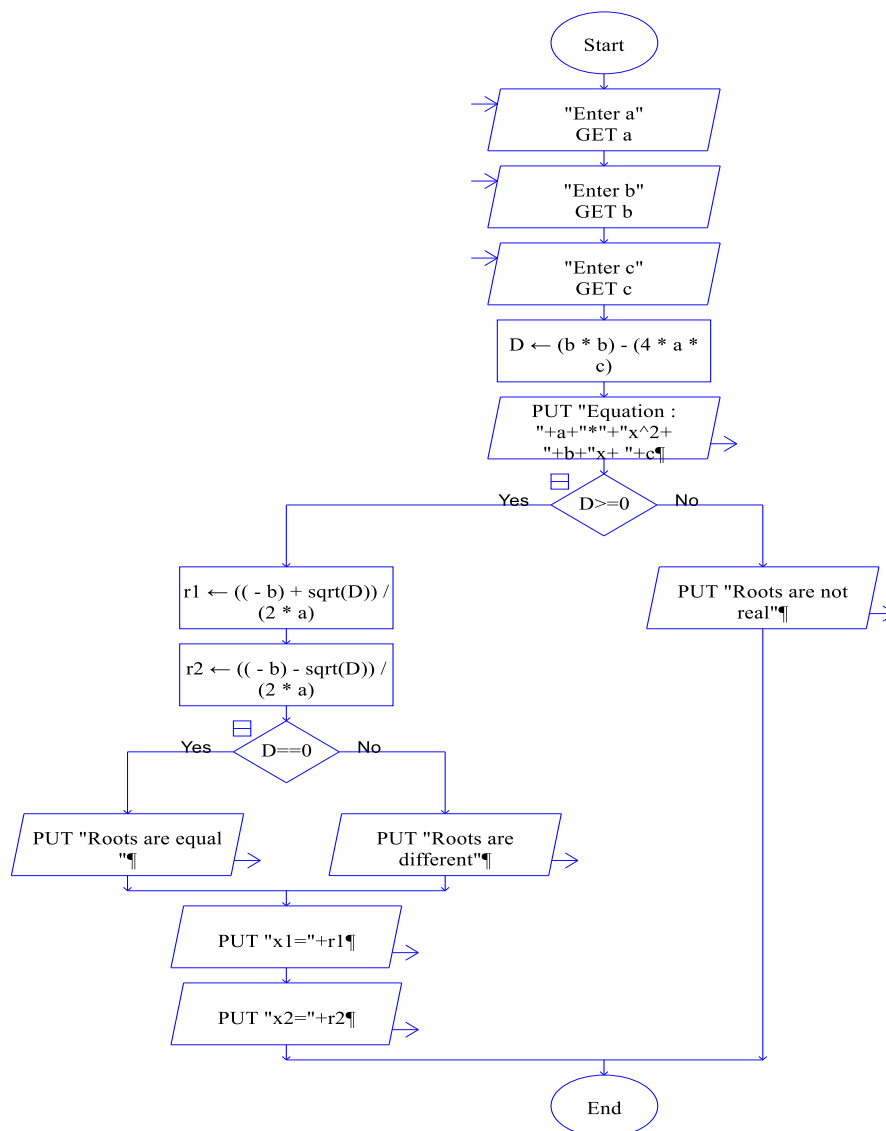 Start
"Enter a"
GET a
"Enter b"
GET b
"Enter c"
GET c
D ← (b * b) - (4 * a *
c)
PUT "Equation :
"+a+"*"+"x^2+
"+b+"x+ "+c¶
Yes
D>=0
No
r1 ← (( - b) + sqrt(D)) /
(2 * a)
r2 ← (( - b) - sqrt(D)) /
(2 * a)
Yes
D==0
No
PUT "Roots are equal
"¶
PUT "Roots are
different"¶
PUT "x1="+r1¶
PUT "x2="+r2¶
PUT "Roots are not
real"¶
End